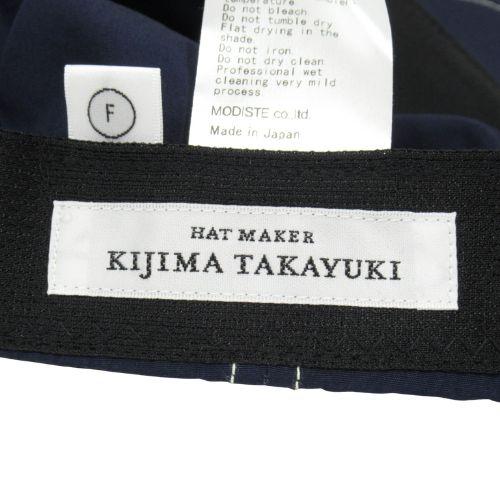 Do not bleach.
Do not tumble dry
Flat drying in the
shade.
Do not iron.
Do not dry clean.
Professional wet
cleaning very mild
process.
MODISTE co.,ltd.
Made in Japan
F
HAT MAKER
KIJIMA TAKAYUKI